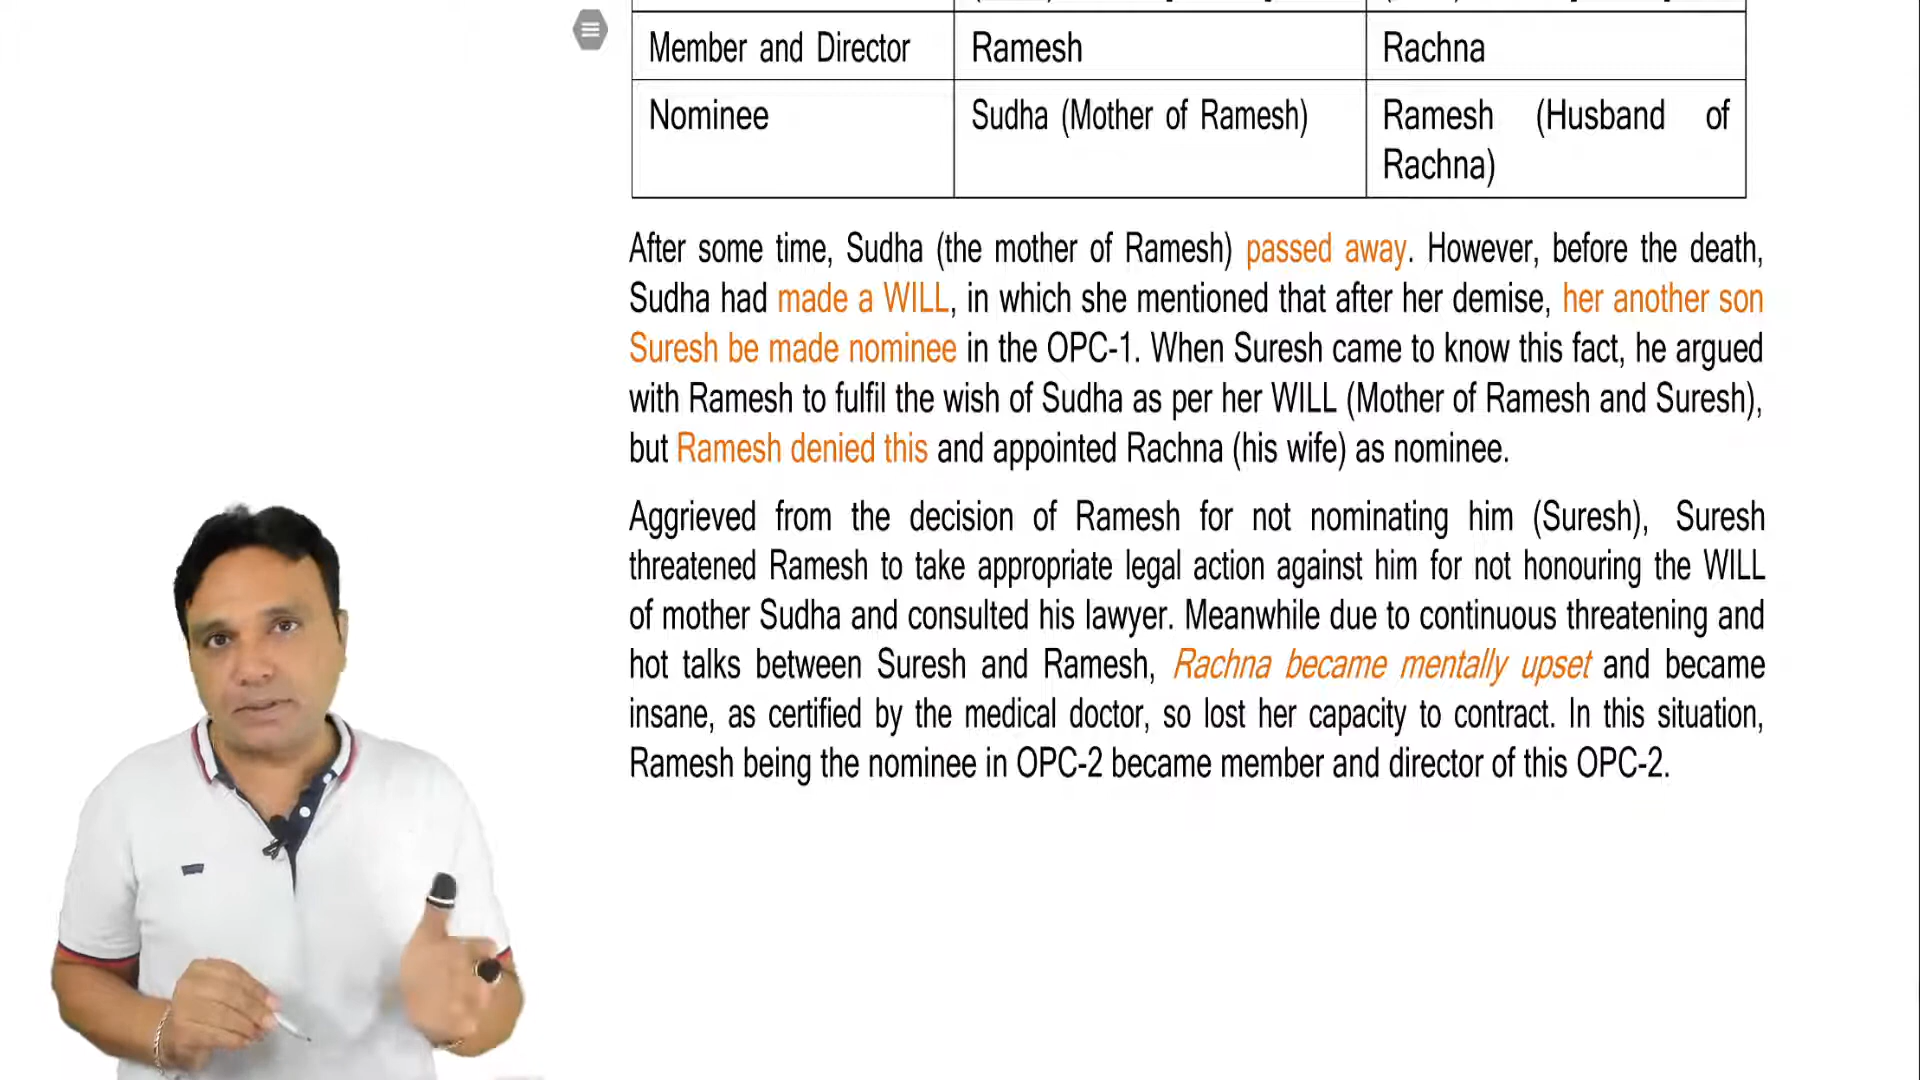 Member and Director Ramesh Rachna
Nominee Sudha (Mother of Ramesh) Ramesh (Husband of
Rachna)
After some time, Sudha (the mother of Ramesh) passed away. However, before the death,
Sudha had made a WILL, in which she mentioned that after her demise, her another son
Suresh be made nominee in the OPC-1. When Suresh came to know this fact, he argued
with Ramesh to fulfil the wish of Sudha as per her WILL (Mother of Ramesh and Suresh),
but Ramesh denied this and appointed Rachna (his wife) as nominee.
Aggrieved from the decision of Ramesh for not nominating him (Suresh), Suresh
threatened Ramesh to take appropriate legal action against him for not honouring the WILL
of mother Sudha and consulted his lawyer. Meanwhile due to continuous threatening and
hot talks between Suresh and Ramesh, Rachna became mentally upset and became
insane, as certified by the medical doctor, so lost her capacity to contract. In this situation,
Ramesh being the nominee in OPC-2 became member and director of this OPC-2.